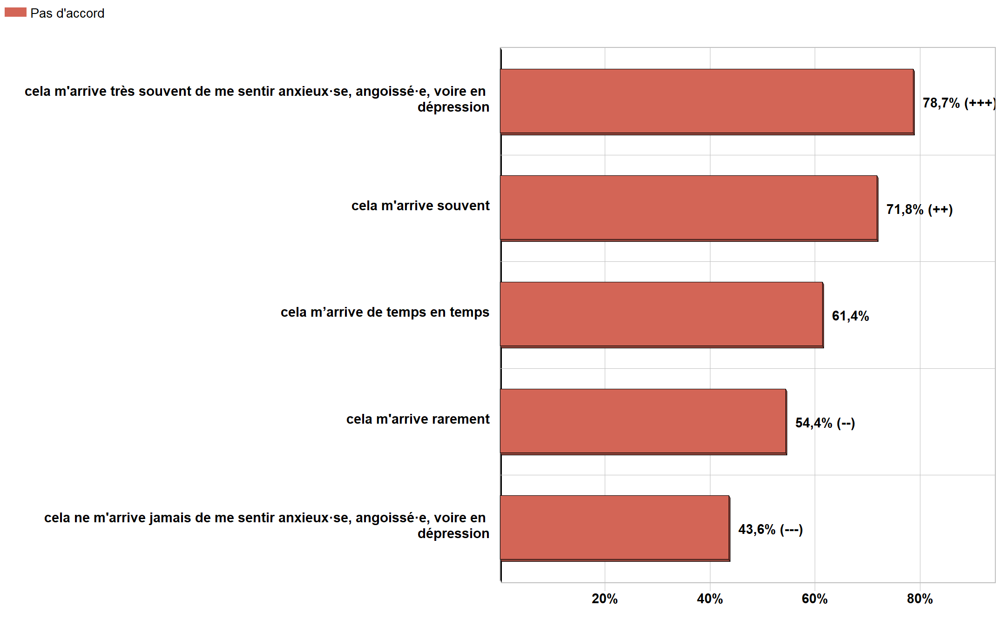 Pas d'accord
cela m'arrive très souvent de me sentir anxieux·se, angoissé·e, voire en
dépression
78,7% (+++)
cela m'arrive souvent
71,8% (++)
cela m’arrive de temps en temps
61,4%
cela m'arrive rarement
54,4% (--)
cela ne m'arrive jamais de me sentir anxieux·se, angoissé·e, voire en
dépression
43,6% (---)
20% 40% 60% 80%